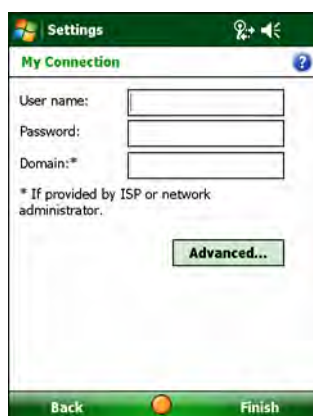 Settings
My Connection
User name:
Password:
Domain:*
* If provided by ISP or network
administrator.
Advanced...
Back Finish